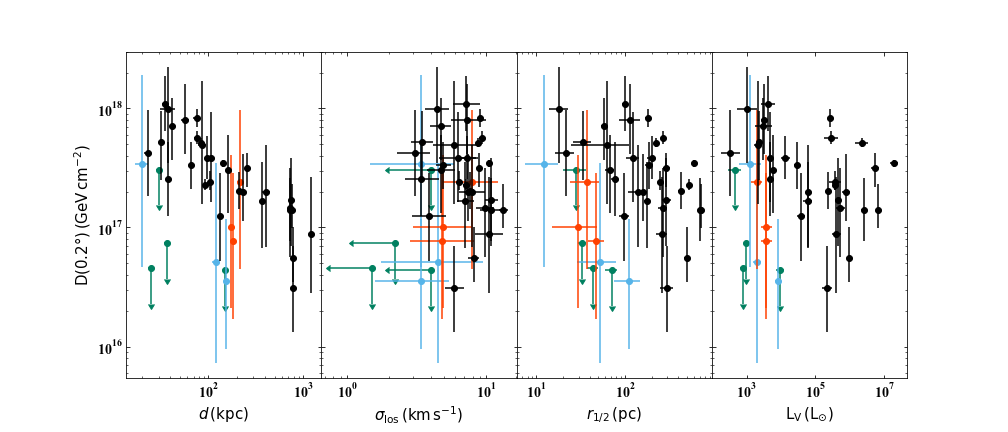 10¹⁸
10¹⁷
10¹⁶
D(0.2°) (GeV cm⁻²)
10² 10³ 10⁰ 10¹ 10¹ 10² 10³ 10⁵ 10⁷
d (kpc) σ_los (km s⁻¹) r_1/2 (pc) L_V (L_⊙)